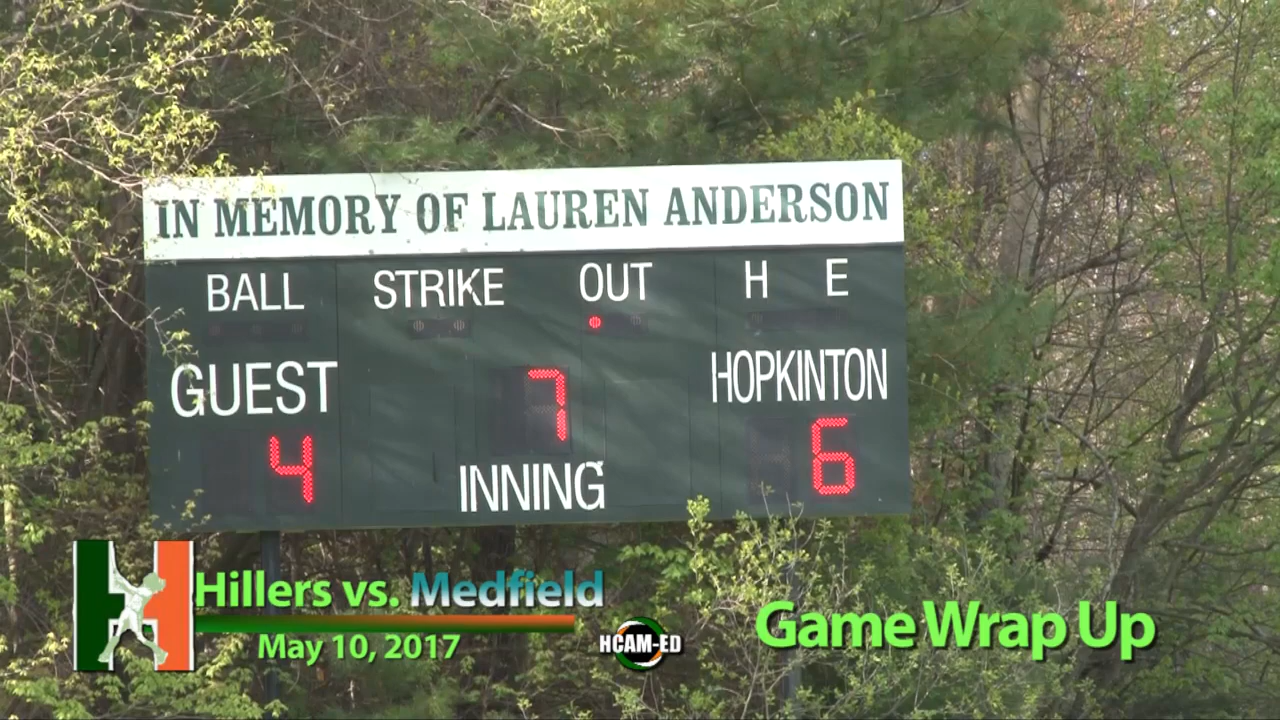 IN MEMORY OF LAUREN ANDERSON
BALL STRIKE OUT H E
GUEST HOPKINTON
7
4 6
INNING
H
Hillers vs. Medfield
May 10, 2017
HCAM-ED
Game Wrap Up